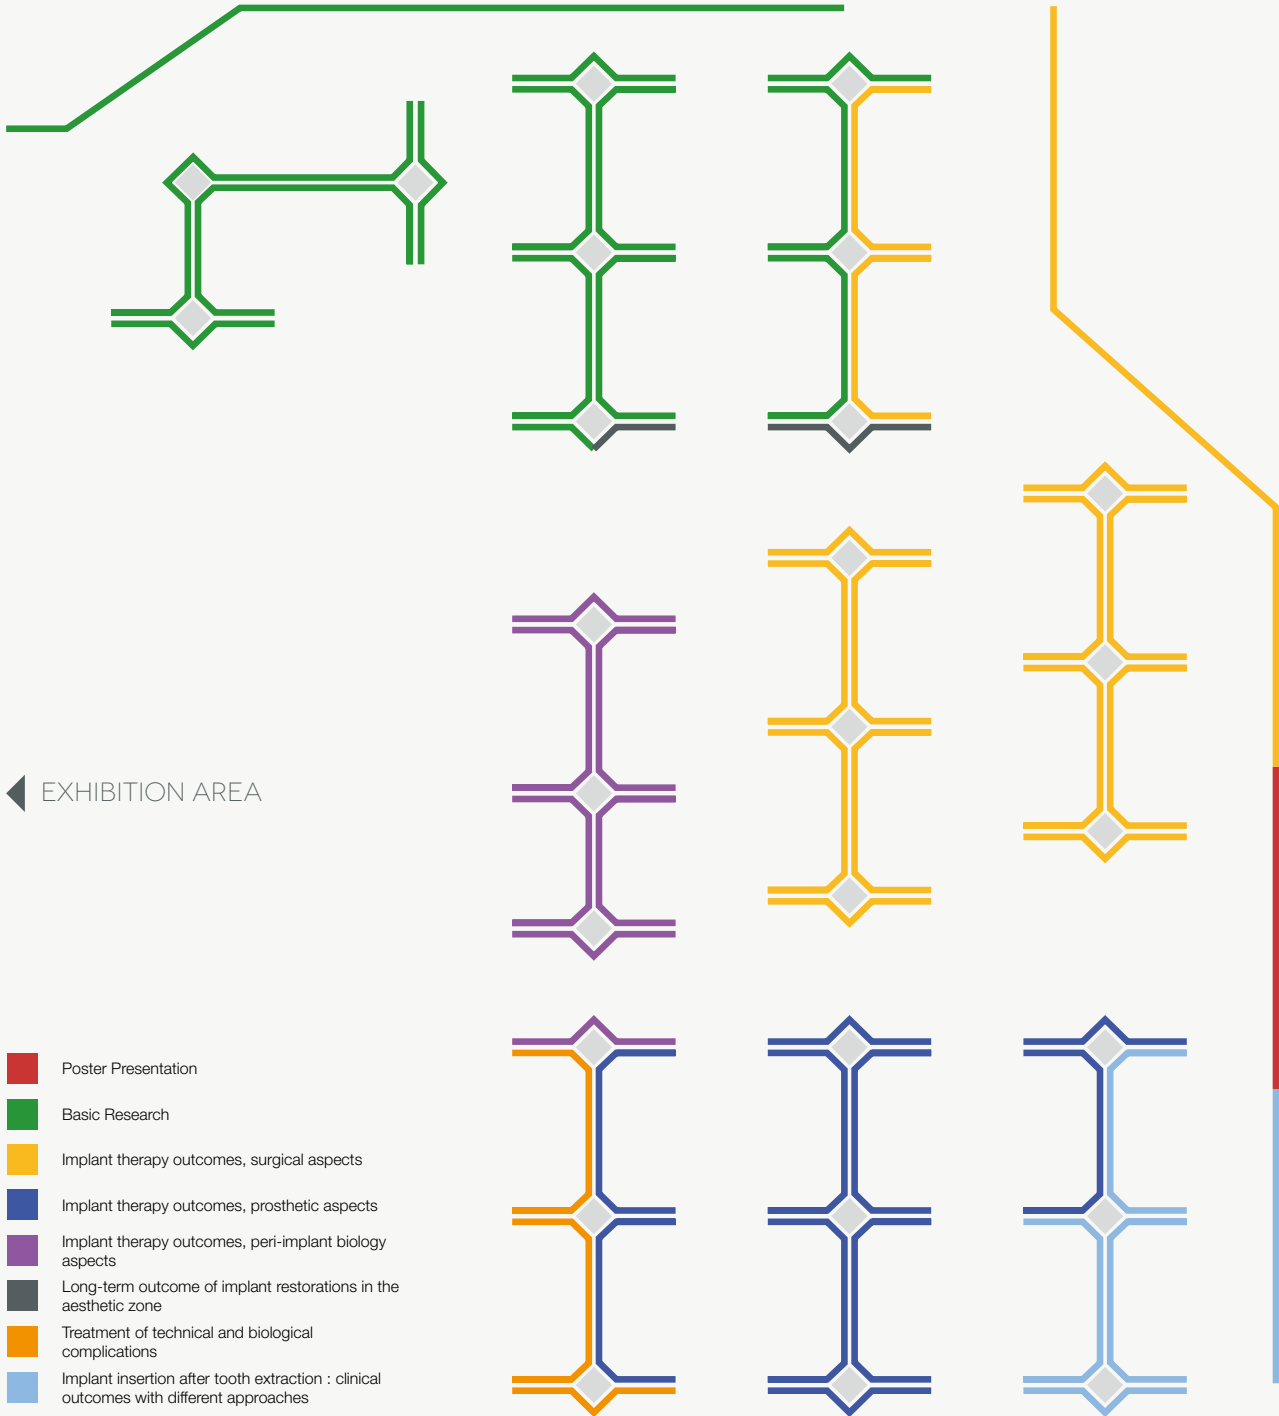 EXHIBITION AREA
Poster Presentation
Basic Research
Implant therapy outcomes, surgical aspects
Implant therapy outcomes, prosthetic aspects
Implant therapy outcomes, peri-implant biology
aspects
Long-term outcome of implant restorations in the
aesthetic zone
Treatment of technical and biological
complications
Implant insertion after tooth extraction : clinical
outcomes with different approaches